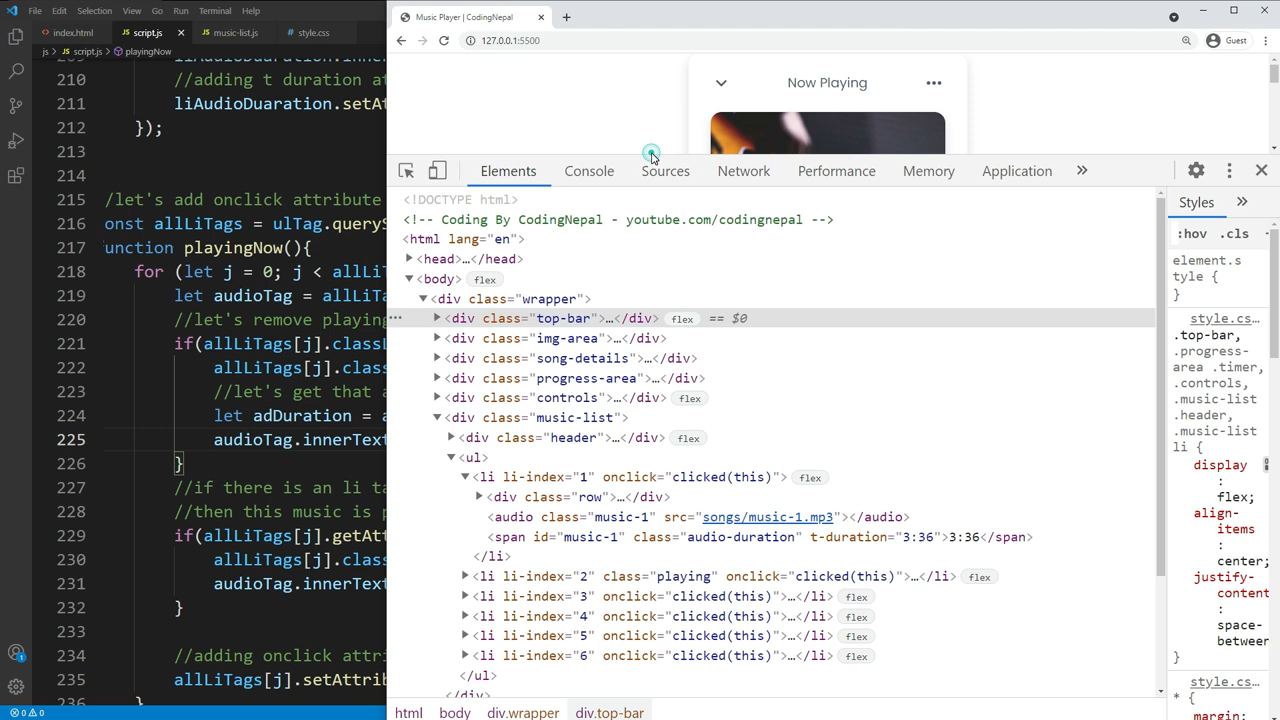 File Edit Selection View Go Run Terminal Help
index.html
script.js
music-list.js
style.css
js > script.js > playingNow
210 //adding t duration at
211 liAudioDuaration.setAt
212 });
213
214
215 /let's add onclick attribute
216 onst allLiTags = ulTag.queryS
217 unction playingNow(){
218 for (let j = 0; j < allLi
219 let audioTag = allLiTa
220 //let's remove playing
221 if(allLiTags[j].classL
222 allLiTags[j].class
223 //let's get that a
224 let adDuration = a
225 audioTag.innerText
226 }
227 //if there is an li ta
228 //then this music is p
229 if(allLiTags[j].getAtt
230 allLiTags[j].class
231 audioTag.innerText
232 }
233
234 //adding onclick attri
235 allLiTags[j].setAttrib
236 }
0 0
1
Music Player | CodingNepal
127.0.0.1:5500
Guest
Now Playing
Elements Console Sources Network Performance Memory Application »
<!DOCTYPE html>
<!-- Coding By CodingNepal - youtube.com/codingnepal -->
<html lang="en">
<head>…</head>
<body> flex
<div class="wrapper">
<div class="top-bar">…</div> flex == $0
<div class="img-area">…</div>
<div class="song-details">…</div>
<div class="progress-area">…</div>
<div class="controls">…</div> flex
<div class="music-list">
<div class="header">…</div> flex
<ul>
<li li-index="1" onclick="clicked(this)"> flex
<div class="row">…</div>
<audio class="music-1" src="songs/music-1.mp3"></audio>
<span id="music-1" class="audio-duration" t-duration="3:36">3:36</span>
</li>
<li li-index="2" class="playing" onclick="clicked(this)">…</li> flex
<li li-index="3" onclick="clicked(this)">…</li> flex
<li li-index="4" onclick="clicked(this)">…</li> flex
<li li-index="5" onclick="clicked(this)">…</li> flex
<li li-index="6" onclick="clicked(this)">…</li> flex
</ul>
</div>
html body div.wrapper div.top-bar
Styles »
:hov .cls
element.s
tyle {
}
style.cs…
.top-bar,
.progress-
area .timer,
.controls,
.music-list
.header,
.music-list
li {
display
:
flex;
align-
items
:
center;
justify-
content
:
space-
between
}
style.cs…
* {
margin: